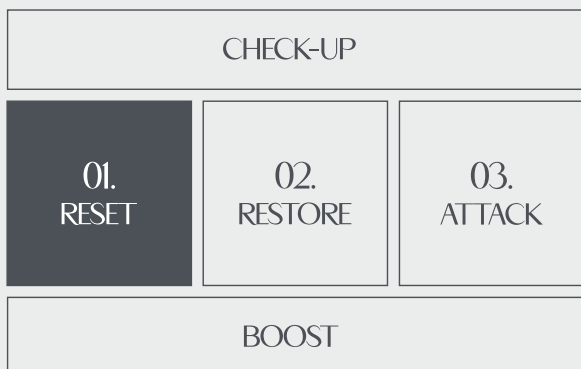 CHECK-UP
01.
RESET
02.
RESTORE
03.
ATTACK
BOOST